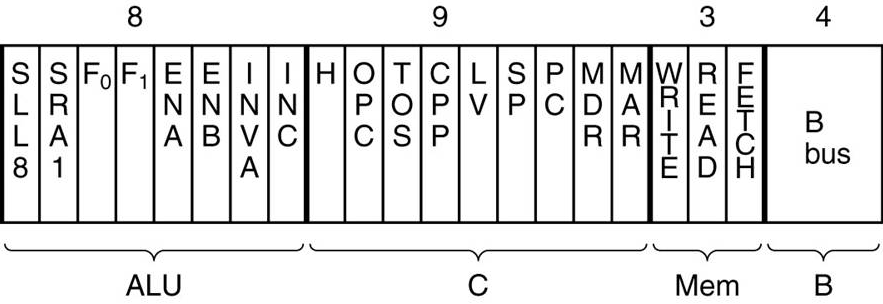 8 9 3 4
SLL8 SRA1 F₀ F₁ ENA ENB INVA INC H OPC TOS CPP LV SP PC MDR MAR WRITE READ FETCH B
bus
ALU C Mem B